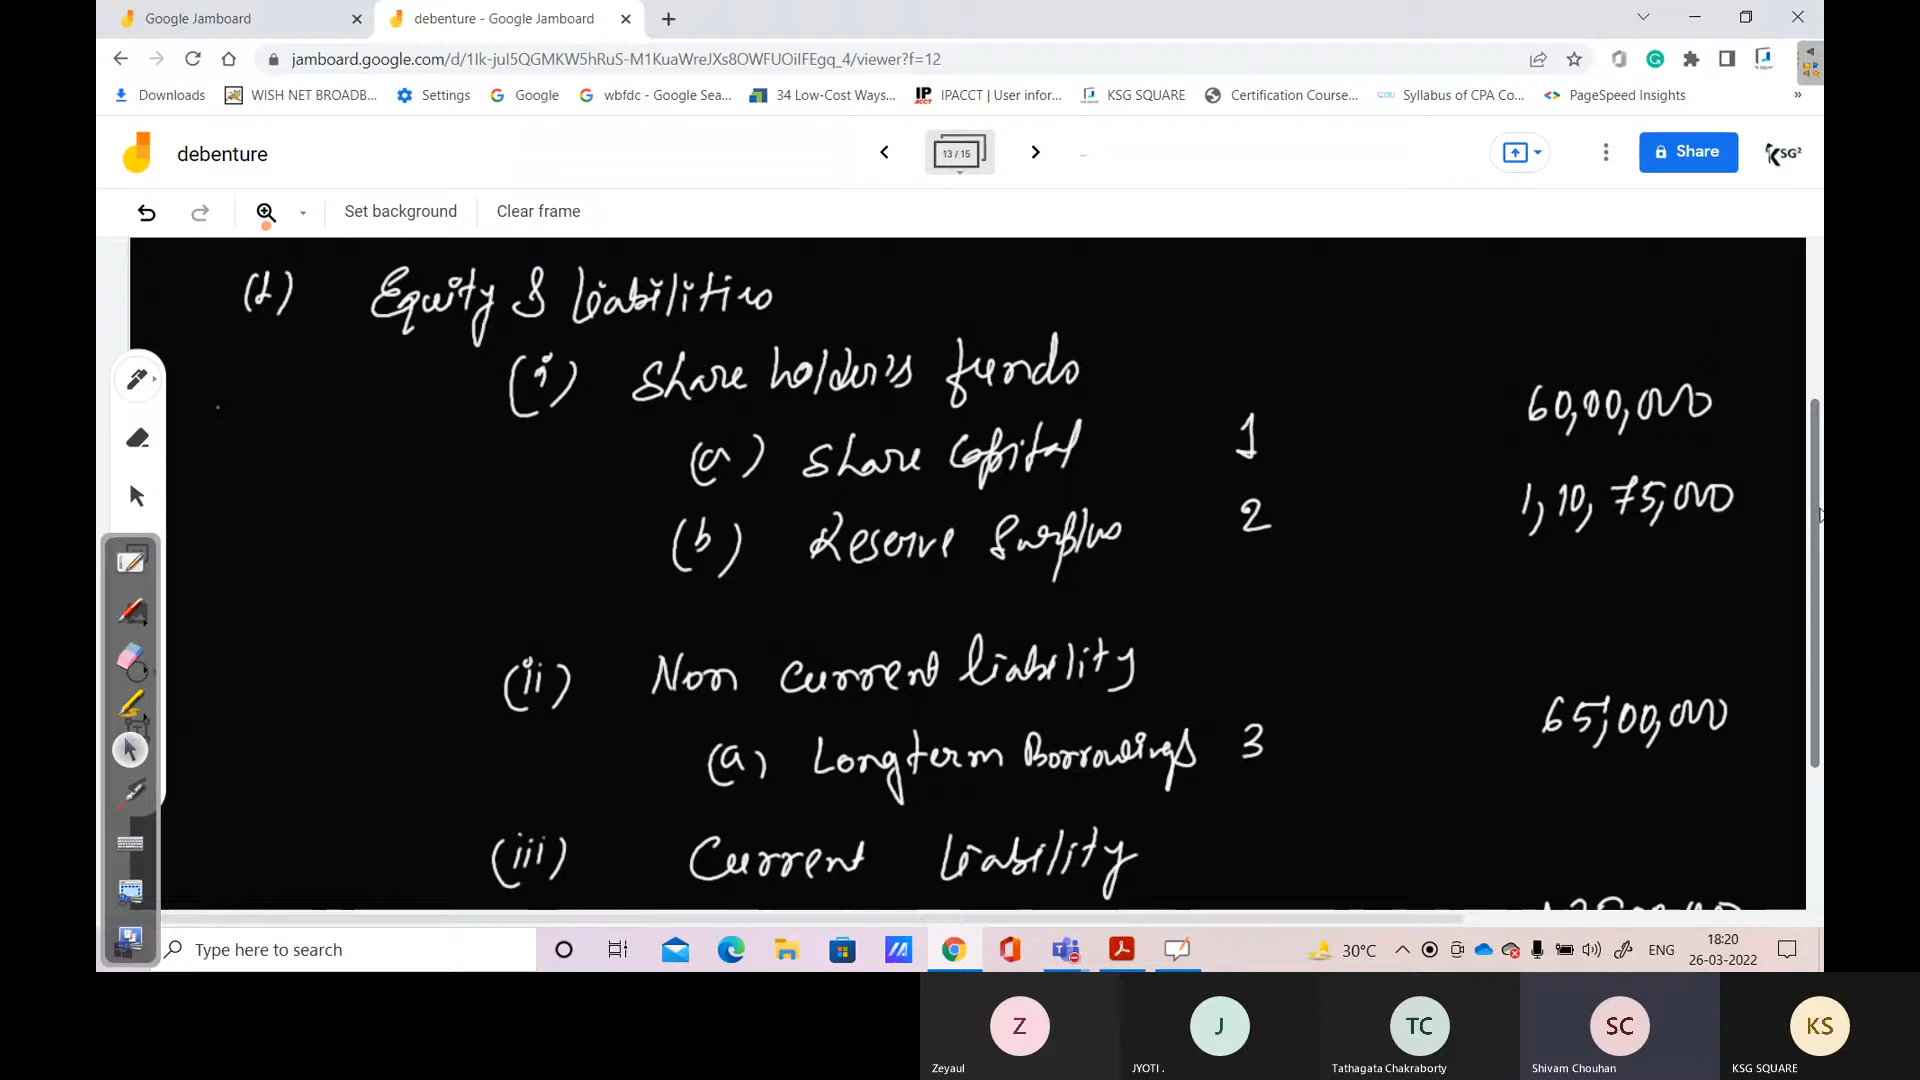 Google Jamboard
debenture - Google Jamboard
jamboard.google.com/d/1Ik-juI5QGMKW5hRuS-M1KuaWreJXs8OWFUOiIFEgq_4/viewer?f=12
Downloads WISH NET BROADB... Settings Google wbfdc - Google Sea... 34 Low-Cost Ways... IPACCT | User infor... KSG SQUARE Certification Course... Syllabus of CPA Co... PageSpeed Insights »
debenture 13 / 15 Share KSG²
Set background Clear frame
Equity & Liabilities
(i) Share holder's funds
60,00,000
(a) Share Capital 1
1,10,75,000
(b) Reserve Surplus 2
(ii) Non Current Liability
65,00,000
(a) Longterm Borrowings 3
(iii) Current Liability
Type here to search 30°C ENG 18:20
26-03-2022
Z J TC SC KS
Zeyaul JYOTI . Tathagata Chakraborty Shivam Chouhan KSG SQUARE